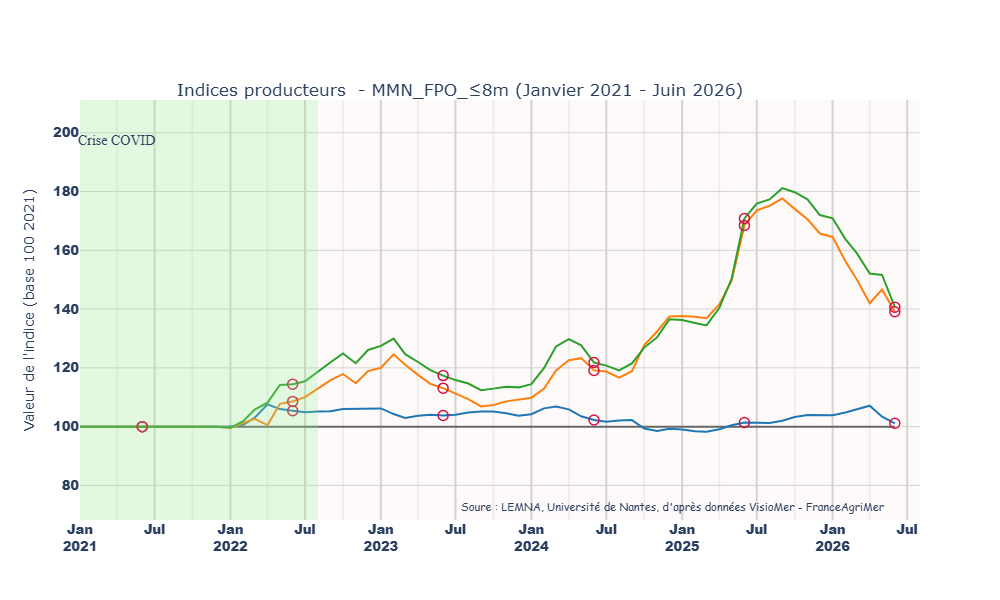 Indices producteurs  - MMN_FPO_≤8m (Janvier 2021 - Juin 2026)
Valeur de l'indice (base 100 2021)
200
180
160
140
120
100
80
Crise COVID
Soure : LEMNA, Université de Nantes, d'après données VisioMer - FranceAgriMer
Jan Jul Jan Jul Jan Jul Jan Jul Jan Jul Jan Jul
2021 2022 2023 2024 2025 2026